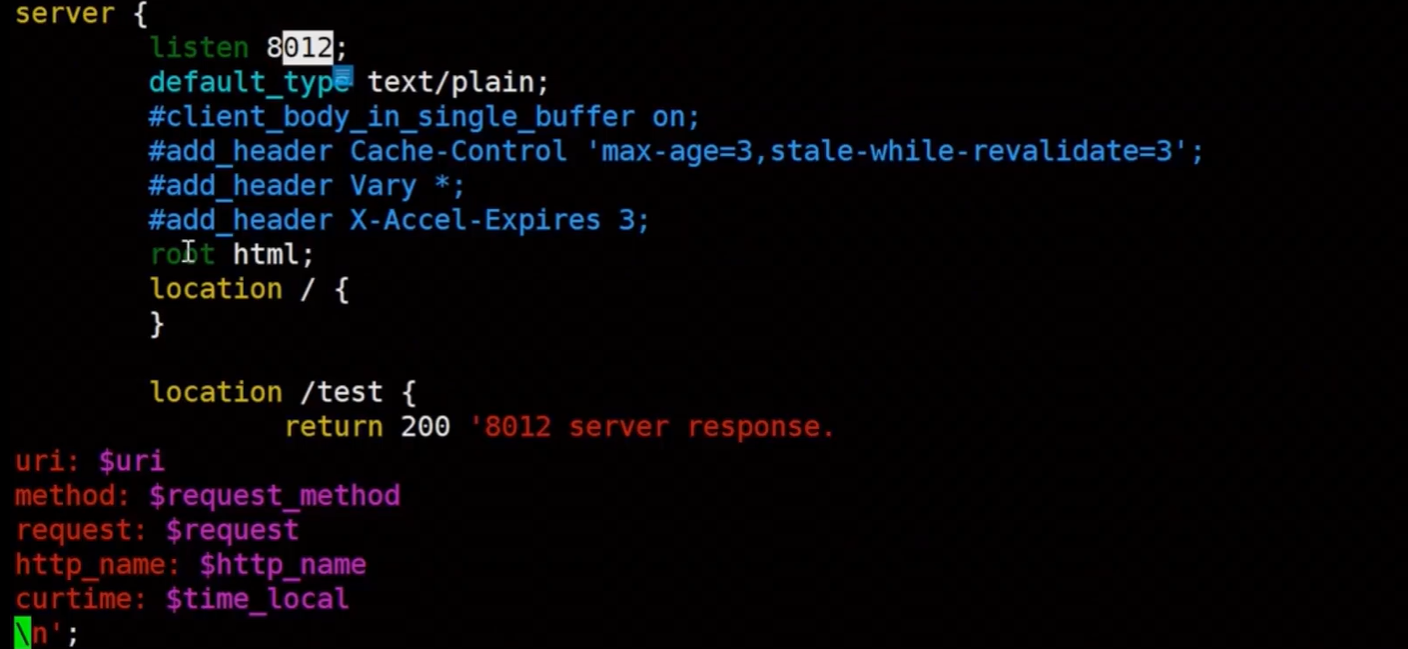 server {
listen 8012;
default_type text/plain;
#client_body_in_single_buffer on;
#add_header Cache-Control 'max-age=3,stale-while-revalidate=3';
#add_header Vary *;
#add_header X-Accel-Expires 3;
root html;
location / {
}
location /test {
return 200 '8012 server response.
uri: $uri
method: $request_method
request: $request
http_name: $http_name
curtime: $time_local
\n';